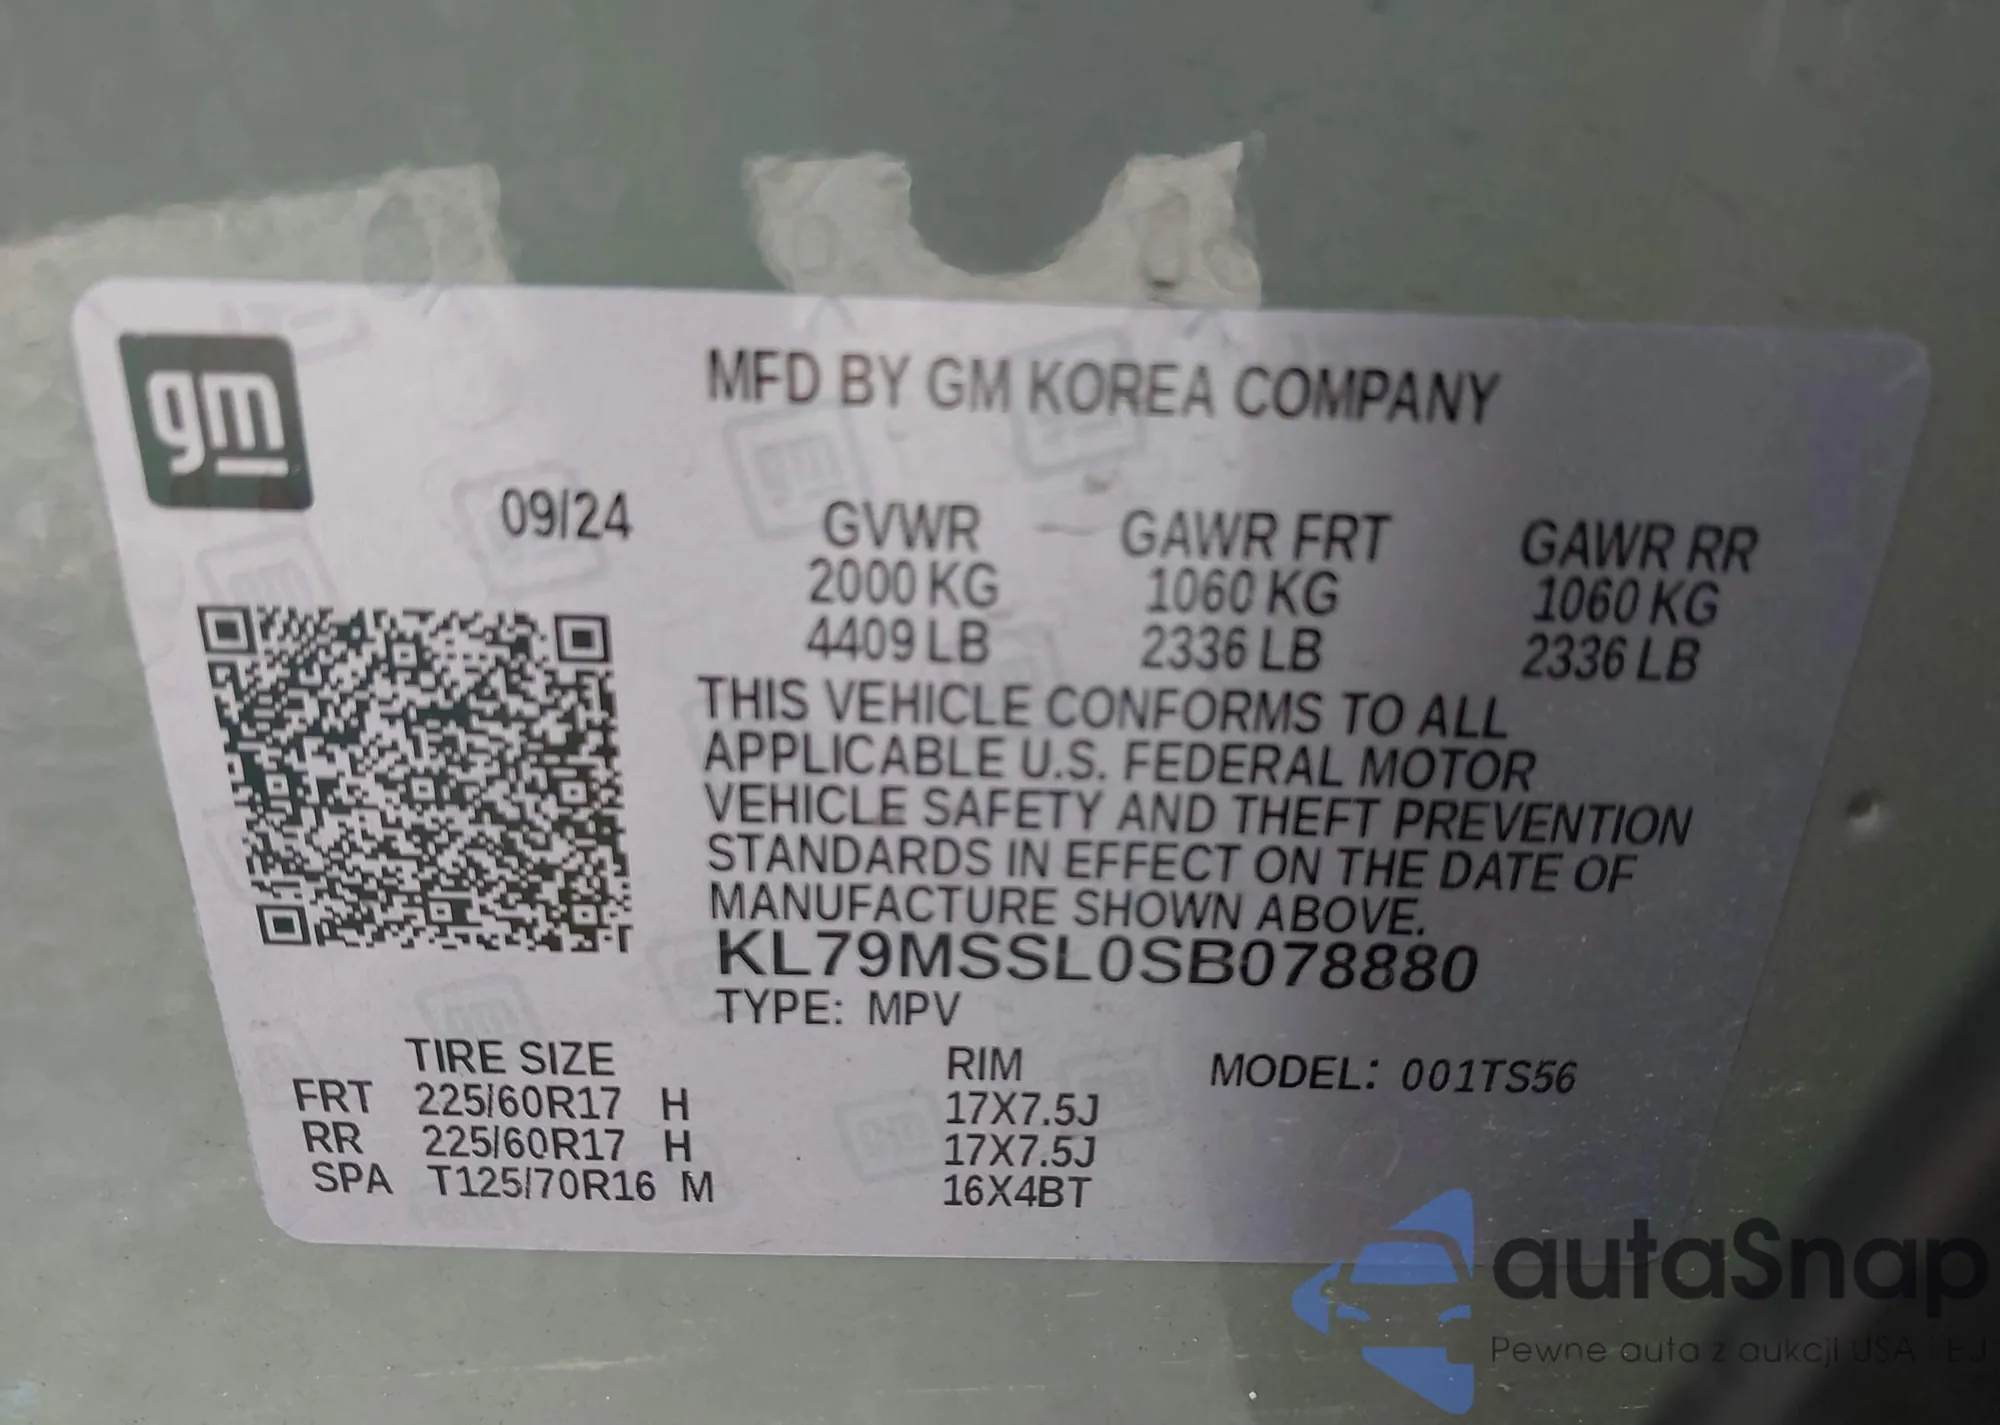 gm
MFD BY GM KOREA COMPANY
09/24
GVWR GAWR FRT GAWR RR
2000 KG 1060 KG 1060 KG
4409 LB 2336 LB 2336 LB
THIS VEHICLE CONFORMS TO ALL
APPLICABLE U.S. FEDERAL MOTOR
VEHICLE SAFETY AND THEFT PREVENTION
STANDARDS IN EFFECT ON THE DATE OF
MANUFACTURE SHOWN ABOVE.
KL79MSSL0SB078880
TYPE: MPV
TIRE SIZE RIM MODEL: 001TS56
FRT 225/60R17 H 17X7.5J
RR 225/60R17 H 17X7.5J
SPA T125/70R16 M 16X4BT
autaSnap
Pewne auta z aukcji USA i EU